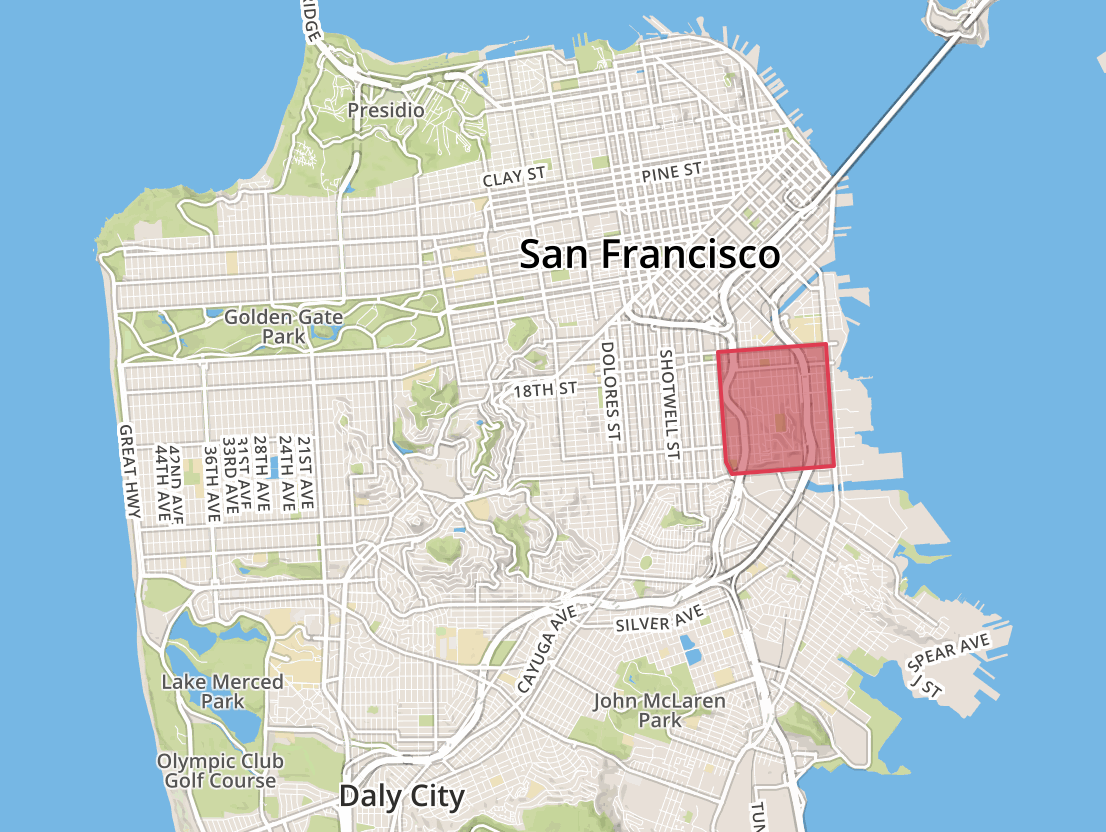 RIDGE
Presidio
CLAY ST
PINE ST
San Francisco
Golden Gate
Park
18TH ST
DOLORES ST
SHOTWELL ST
GREAT HWY
44TH AVE
42ND AVE
36TH AVE
33RD AVE
31ST AVE
28TH AVE
24TH AVE
21ST AVE
SILVER AVE
CAYUGA AVE
SPEAR AVE
J ST
Lake Merced
Park
John McLaren
Park
Olympic Club
Golf Course
Daly City
TUN